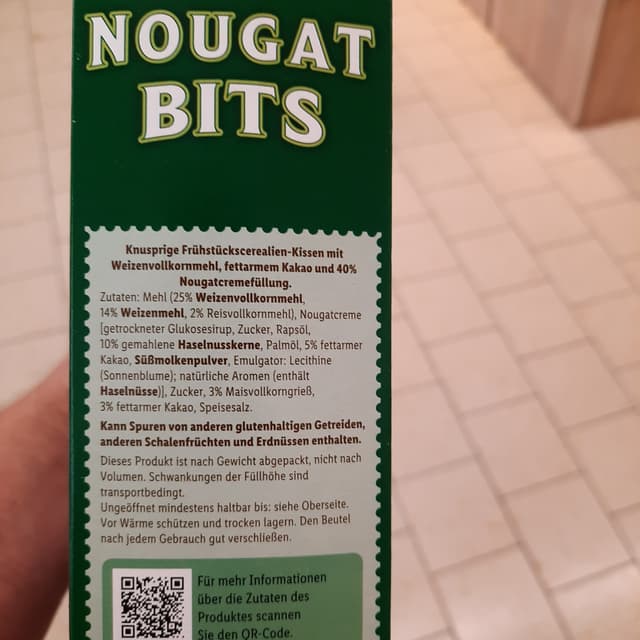 NOUGAT
BITS
Knusprige Frühstückscerealien-Kissen mit
Weizenvollkornmehl, fettarmem Kakao und 40%
Nougatcremefüllung.
Zutaten: Mehl (25% Weizenvollkornmehl,
14% Weizenmehl, 2% Reisvollkornmehl), Nougatcreme
[getrockneter Glukosesirup, Zucker, Rapsöl,
10% gemahlene Haselnusskerne, Palmöl, 5% fettarmer
Kakao, Süßmolkenpulver, Emulgator: Lecithine
(Sonnenblume); natürliche Aromen (enthält
Haselnüsse)], Zucker, 3% Maisvollkorngrieß,
3% fettarmer Kakao, Speisesalz.
Kann Spuren von anderen glutenhaltigen Getreiden,
anderen Schalenfrüchten und Erdnüssen enthalten.
Dieses Produkt ist nach Gewicht abgepackt, nicht nach
Volumen. Schwankungen der Füllhöhe sind
transportbedingt.
Ungeöffnet mindestens haltbar bis: siehe Oberseite.
Vor Wärme schützen und trocken lagern. Den Beutel
nach jedem Gebrauch gut verschließen.
Für mehr Informationen
über die Zutaten des
Produktes scannen
Sie den QR-Code.